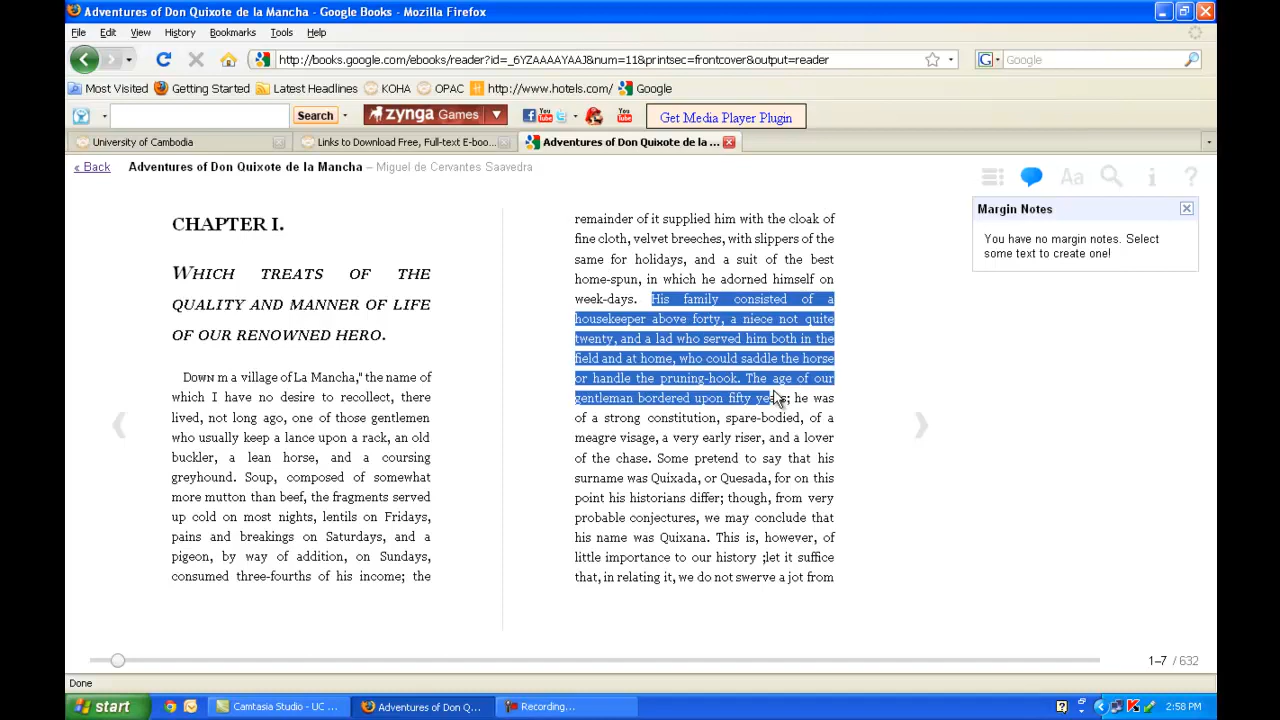 Adventures of Don Quixote de la Mancha - Google Books - Mozilla Firefox
File Edit View History Bookmarks Tools Help
http://books.google.com/ebooks/reader?id=_6YZAAAAYAAJ&num=11&printsec=frontcover&output=reader
Google
Most Visited Getting Started Latest Headlines KOHA OPAC http://www.hotels.com/ Google
Search zynga Games You Tube You Tube Get Media Player Plugin
University of Cambodia Links to Download Free, Full-text E-boo... Adventures of Don Quixote de la ...
« Back Adventures of Don Quixote de la Mancha – Miguel de Cervantes Saavedra
Aa i ?
CHAPTER I.
WHICH TREATS OF THE
QUALITY AND MANNER OF LIFE
OF OUR RENOWNED HERO.
DOWN m a village of La Mancha," the name of
which I have no desire to recollect, there
lived, not long ago, one of those gentlemen
who usually keep a lance upon a rack, an old
buckler, a lean horse, and a coursing
greyhound. Soup, composed of somewhat
more mutton than beef, the fragments served
up cold on most nights, lentils on Fridays,
pains and breakings on Saturdays, and a
pigeon, by way of addition, on Sundays,
consumed three-fourths of his income; the
remainder of it supplied him with the cloak of
fine cloth, velvet breeches, with slippers of the
same for holidays, and a suit of the best
home-spun, in which he adorned himself on
week-days. His family consisted of a
housekeeper above forty, a niece not quite
twenty, and a lad who served him both in the
field and at home, who could saddle the horse
or handle the pruning-hook. The age of our
gentleman bordered upon fifty years; he was
of a strong constitution, spare-bodied, of a
meagre visage, a very early riser, and a lover
of the chase. Some pretend to say that his
surname was Quixada, or Quesada, for on this
point his historians differ; though, from very
probable conjectures, we may conclude that
his name was Quixana. This is, however, of
little importance to our history ;let it suffice
that, in relating it, we do not swerve a jot from
Margin Notes
You have no margin notes. Select
some text to create one!
1–7 / 632
Done
start Camtasia Studio - UC ... Adventures of Don Q... Recording... 2:58 PM